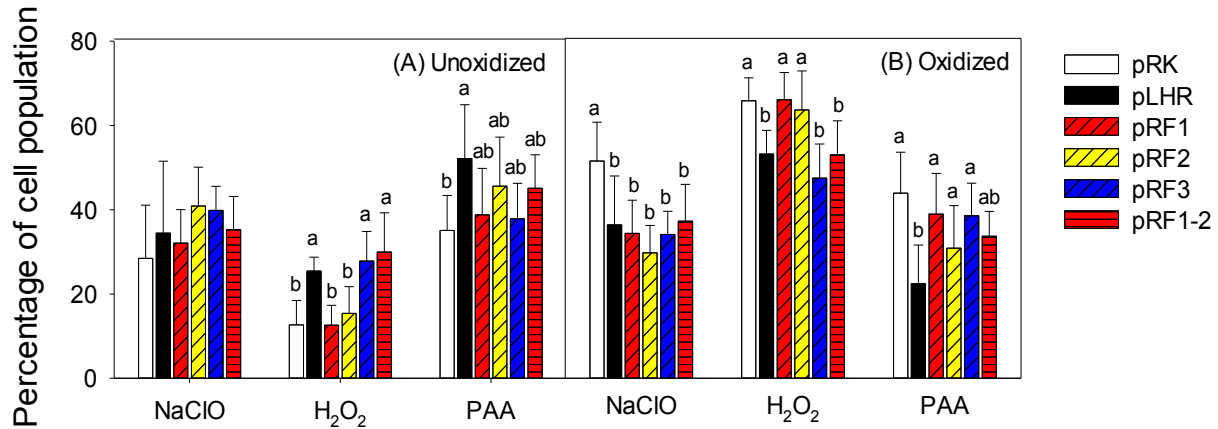 Percentage of cell population
80
60
40
20
0
(A) Unoxidized
(B) Oxidized
a
b
a
b
b
a
a
b
a
ab
ab
ab
ab
a
b
b
b
b
b
a
b
a
a
b
b
a
b
a
a
a
ab
NaClO
H₂O₂
PAA
NaClO
H₂O₂
PAA
pRK
pLHR
pRF1
pRF2
pRF3
pRF1-2